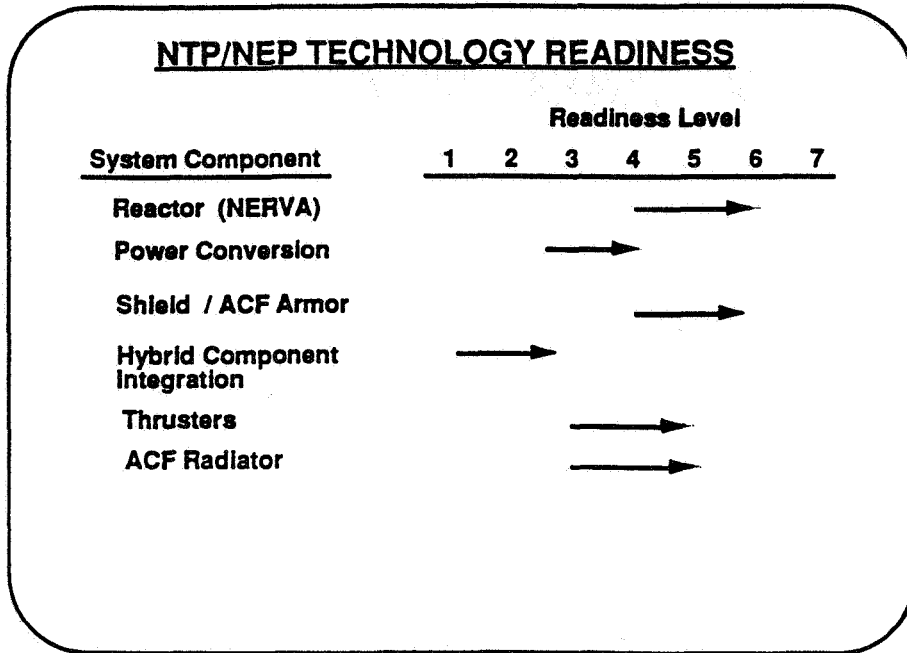 NTP/NEP TECHNOLOGY READINESS
Readiness Level
System Component 1 2 3 4 5 6 7
Reactor (NERVA)
Power Conversion
Shield / ACF Armor
Hybrid Component
Integration
Thrusters
ACF Radiator